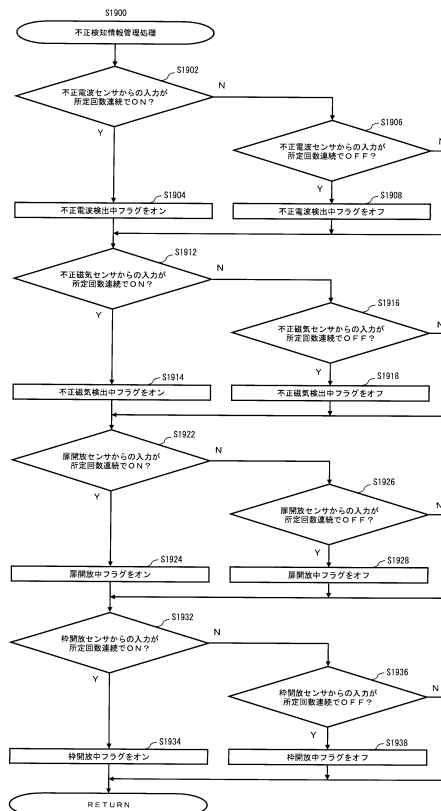 S1900
不正検知情報管理処理
S1902
不正電波センサからの入力が
所定回数連続でON?
N
Y
S1906
不正電波センサからの入力が
所定回数連続でOFF?
N
Y
S1904
不正電波検出中フラグをオン
S1908
不正電波検出中フラグをオフ
S1912
不正磁気センサからの入力が
所定回数連続でON?
N
Y
S1916
不正磁気センサからの入力が
所定回数連続でOFF?
N
Y
S1914
不正磁気検出中フラグをオン
S1918
不正磁気検出中フラグをオフ
S1922
扉開放センサからの入力が
所定回数連続でON?
N
Y
S1926
扉開放センサからの入力が
所定回数連続でOFF?
N
Y
S1924
扉開放中フラグをオン
S1928
扉開放中フラグをオフ
S1932
枠開放センサからの入力が
所定回数連続でON?
N
Y
S1936
枠開放センサからの入力が
所定回数連続でOFF?
N
Y
S1934
枠開放中フラグをオン
S1938
枠開放中フラグをオフ
RETURN